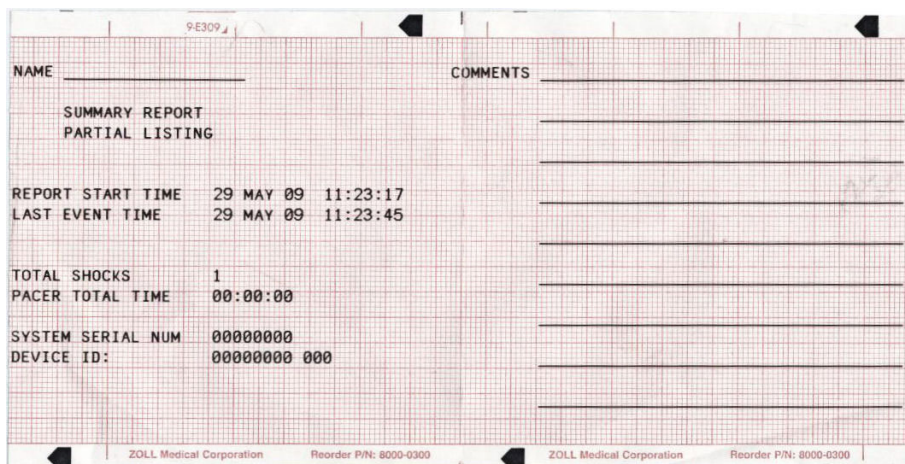 9-E309
NAME
COMMENTS
SUMMARY REPORT
PARTIAL LISTING
REPORT START TIME 29 MAY 09 11:23:17
LAST EVENT TIME 29 MAY 09 11:23:45
TOTAL SHOCKS 1
PACER TOTAL TIME 00:00:00
SYSTEM SERIAL NUM 00000000
DEVICE ID: 00000000 000
ZOLL Medical Corporation Reorder P/N: 8000-0300 ZOLL Medical Corporation Reorder P/N: 8000-0300